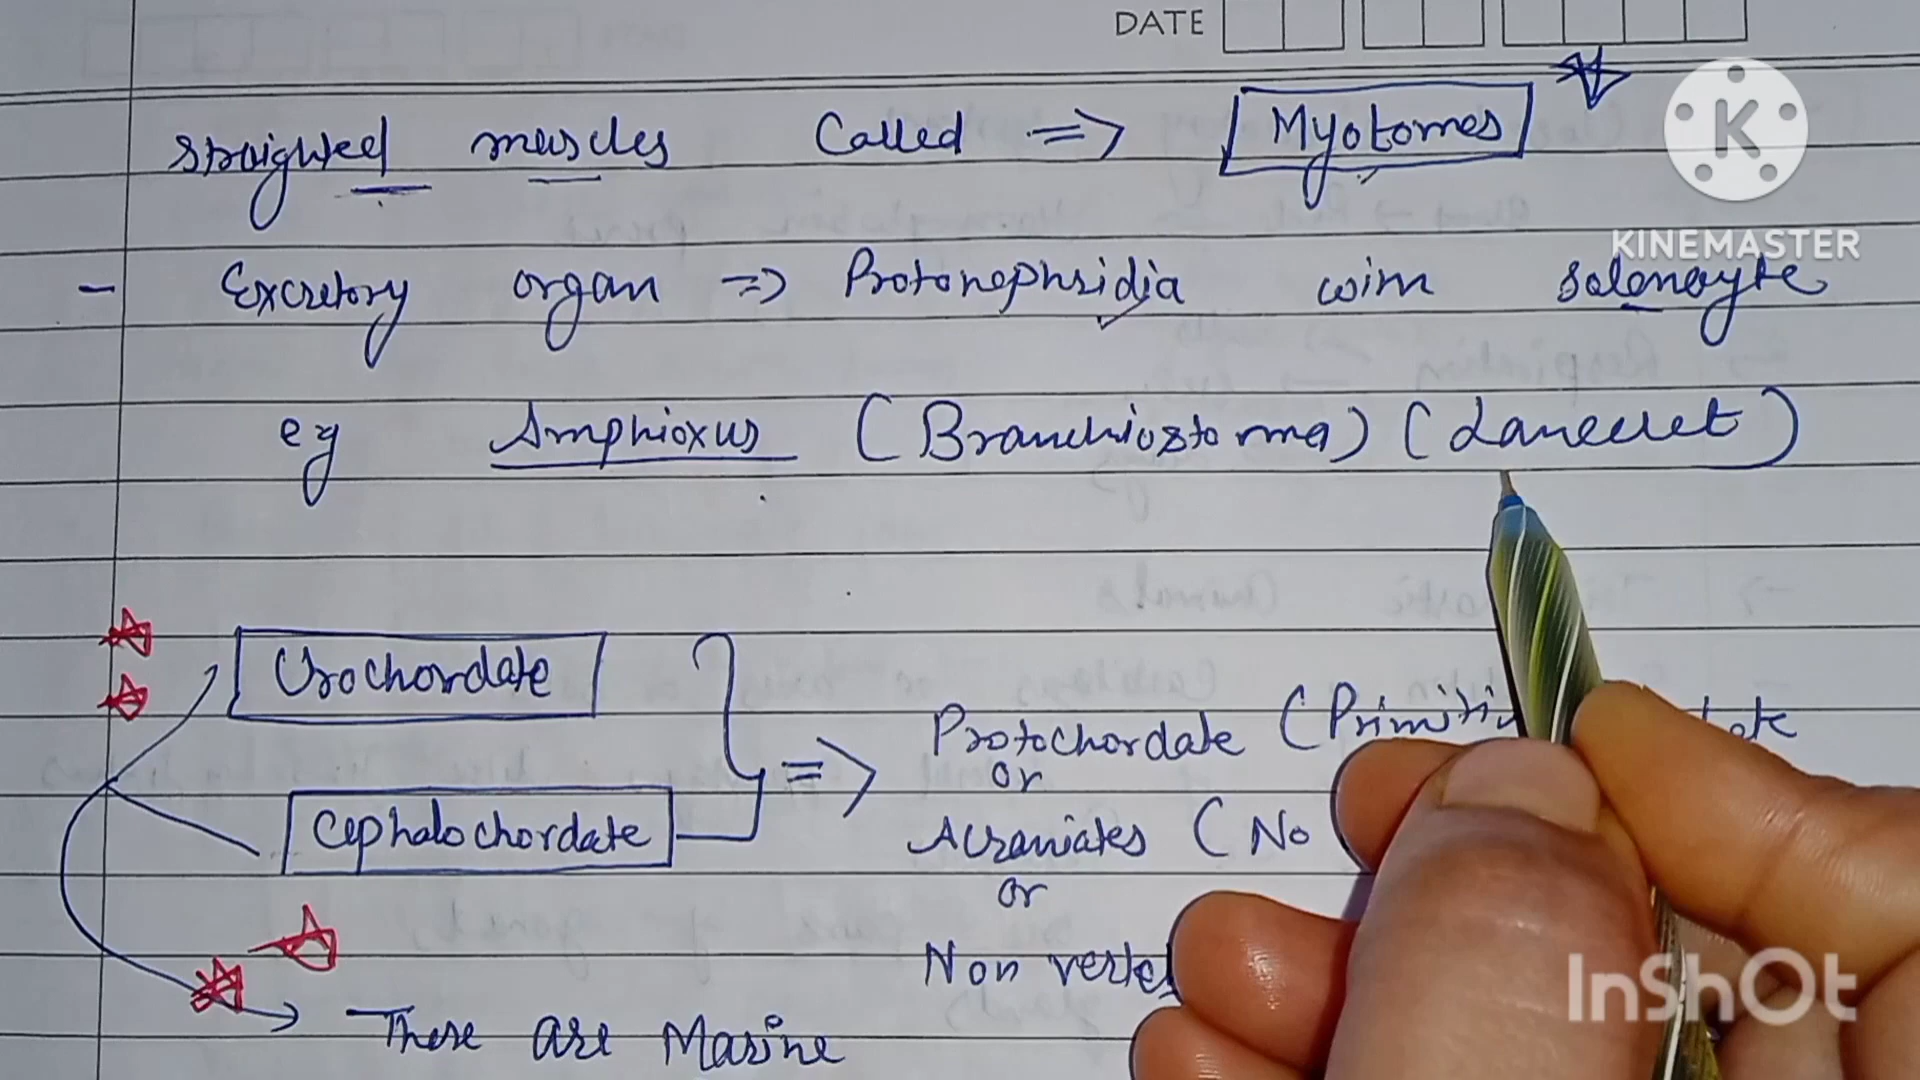 DATE
straighted muscles Called => Myotomes
K
KINEMASTER
- Excretory organ => Protonephridia with solenocyte
eg Amphioxus (Branchiostoma) (Lancelet)
Urochordate
Cephalochordate
=> Protochordate (Primiti
or
Acraniates (No
or
Non verte
These are Marine
InShOt